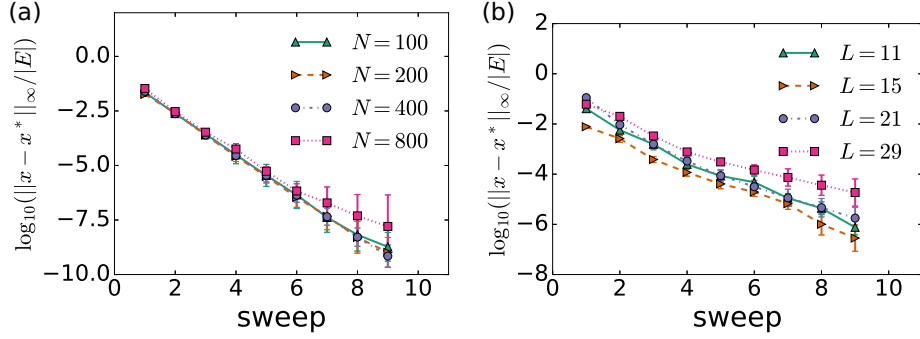 (a)
log₁₀(||x − x*||∞/|E|)
0.0
−2.5
−5.0
−7.5
−10.0
0 2 4 6 8 10
sweep
N = 100
N = 200
N = 400
N = 800
(b)
log₁₀(||x − x*||∞/|E|)
2
0
−2
−4
−6
−8
0 2 4 6 8 10
sweep
L = 11
L = 15
L = 21
L = 29